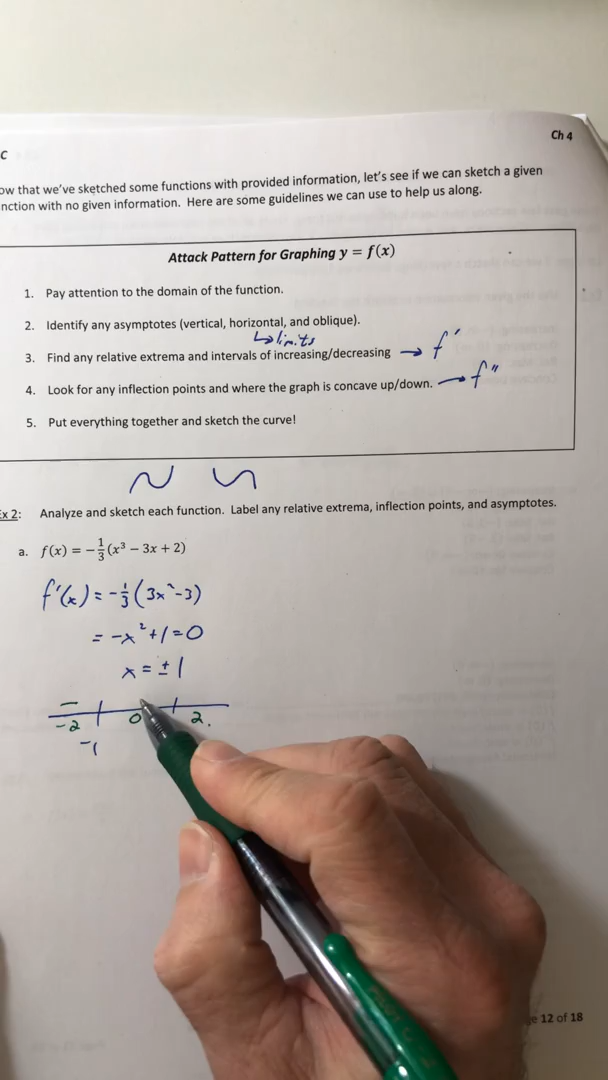 C
Ch 4
ow that we've sketched some functions with provided information, let's see if we can sketch a given
nction with no given information. Here are some guidelines we can use to help us along.
Attack Pattern for Graphing y = f(x)
1. Pay attention to the domain of the function.
2. Identify any asymptotes (vertical, horizontal, and oblique).
↳ limits
3. Find any relative extrema and intervals of increasing/decreasing → f'
4. Look for any inflection points and where the graph is concave up/down. → f"
5. Put everything together and sketch the curve!
Ex 2: Analyze and sketch each function. Label any relative extrema, inflection points, and asymptotes.
a. f(x) = −1/3(x³ − 3x + 2)
f'(x) = -1/3(3x²-3)
= -x²+1=0
x = ±1
−
-2 0 2.
-1
e 12 of 18